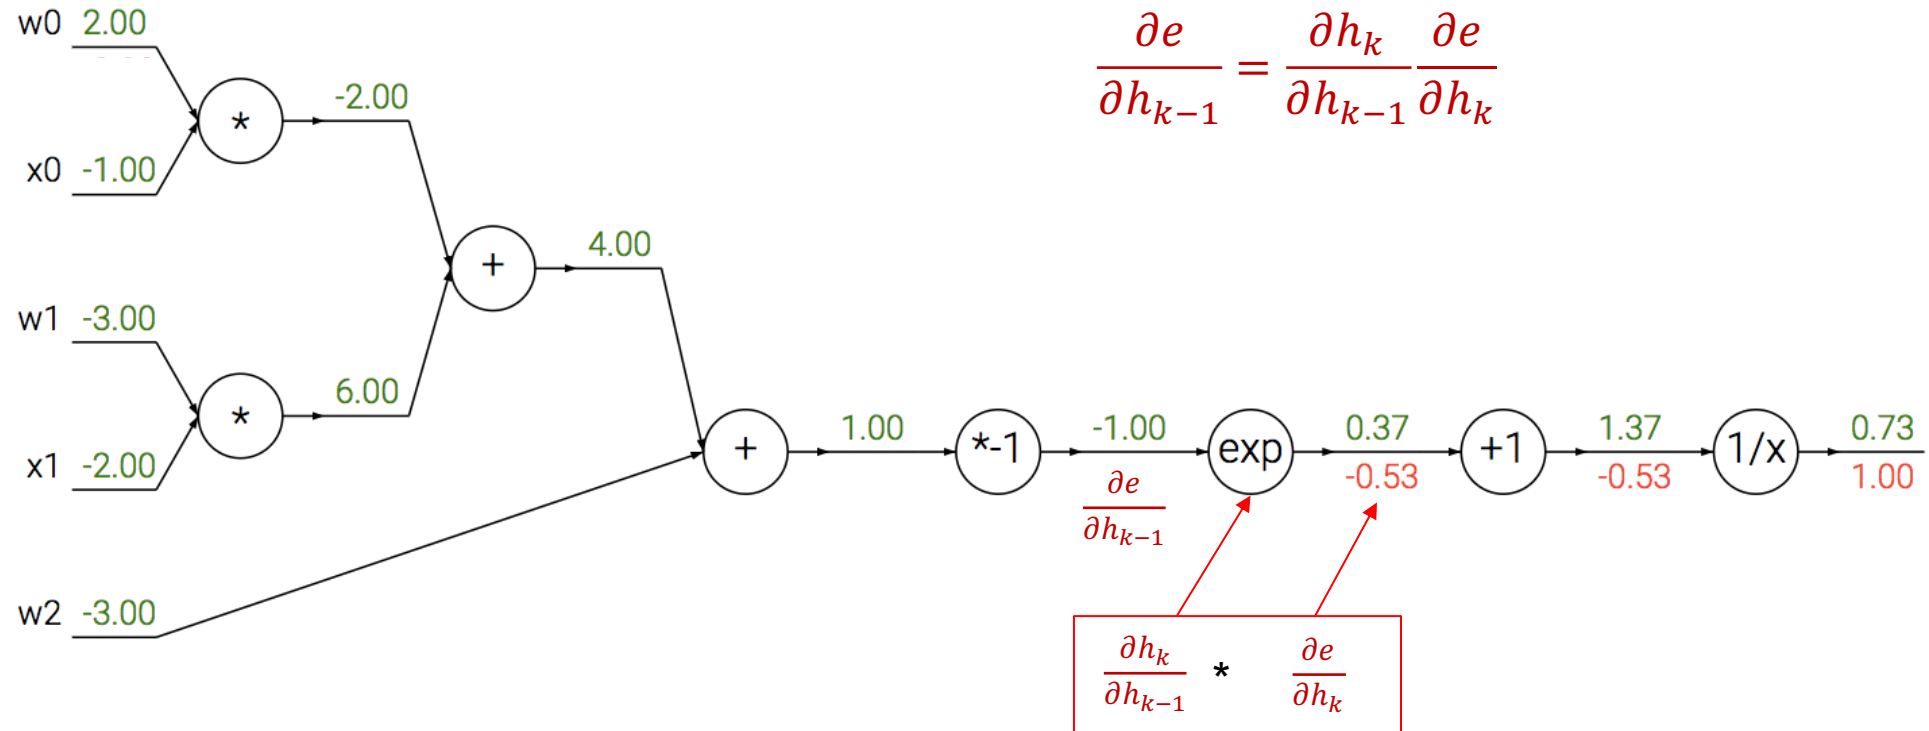 w0 2.00
∂e/∂h_{k−1} = ∂h_k/∂h_{k−1} ∂e/∂h_k
* -2.00
x0 -1.00
+ 4.00
w1 -3.00
* 6.00
x1 -2.00
+ 1.00 *-1 -1.00 exp 0.37 +1 1.37 1/x 0.73
∂e/∂h_{k−1} -0.53 -0.53 1.00
w2 -3.00
∂h_k/∂h_{k−1} * ∂e/∂h_k